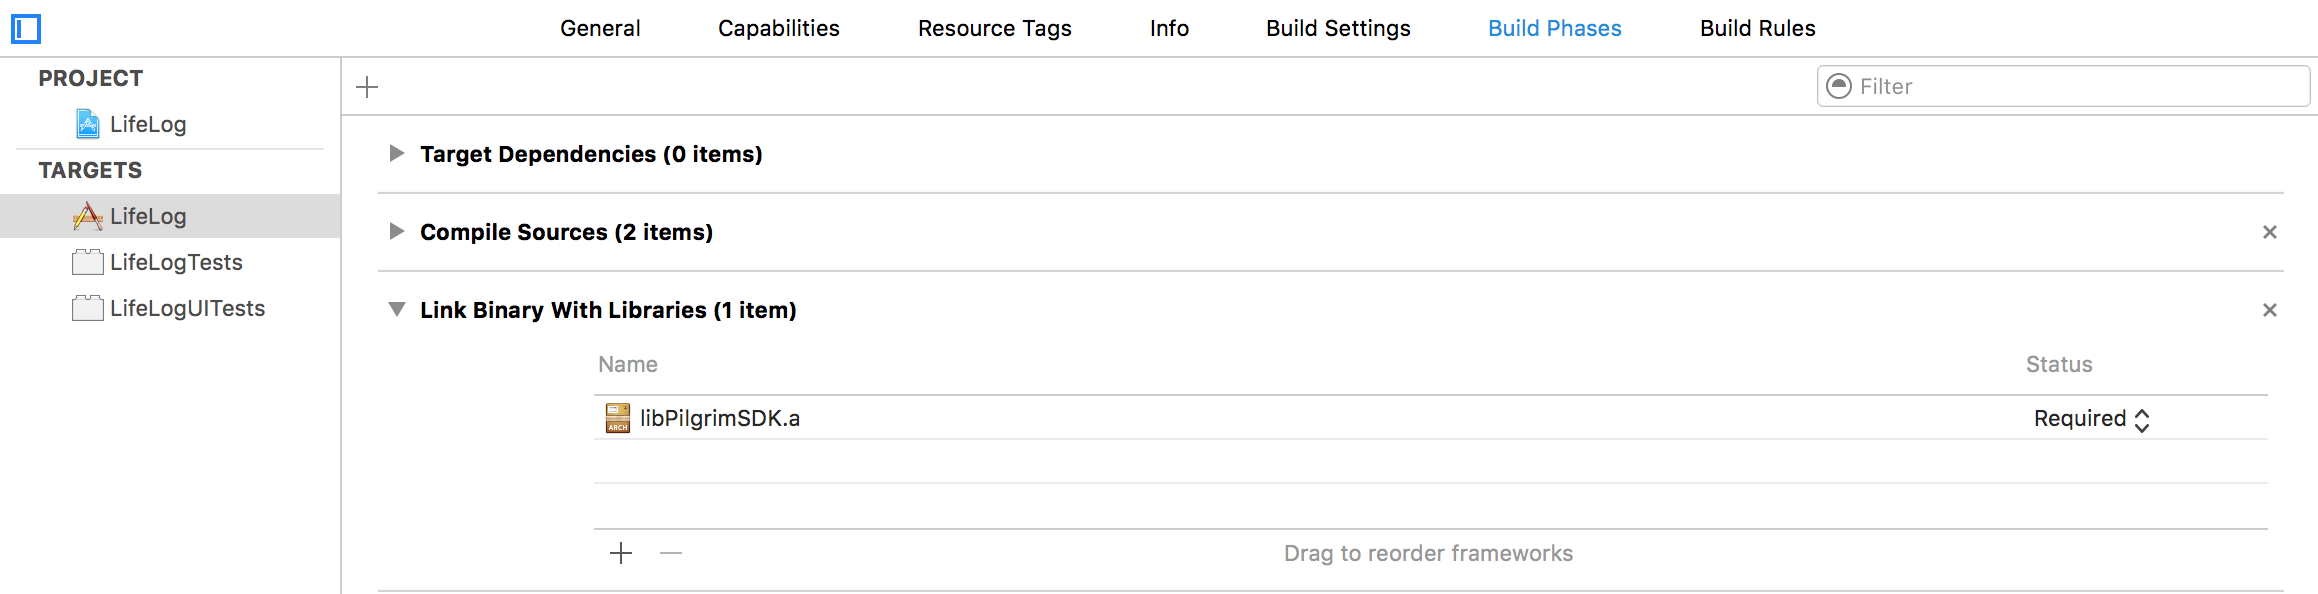 General Capabilities Resource Tags Info Build Settings Build Phases Build Rules
PROJECT
LifeLog
TARGETS
LifeLog
LifeLogTests
LifeLogUITests
Filter
Target Dependencies (0 items)
Compile Sources (2 items)
Link Binary With Libraries (1 item)
Name Status
ARCH libPilgrimSDK.a Required
Drag to reorder frameworks